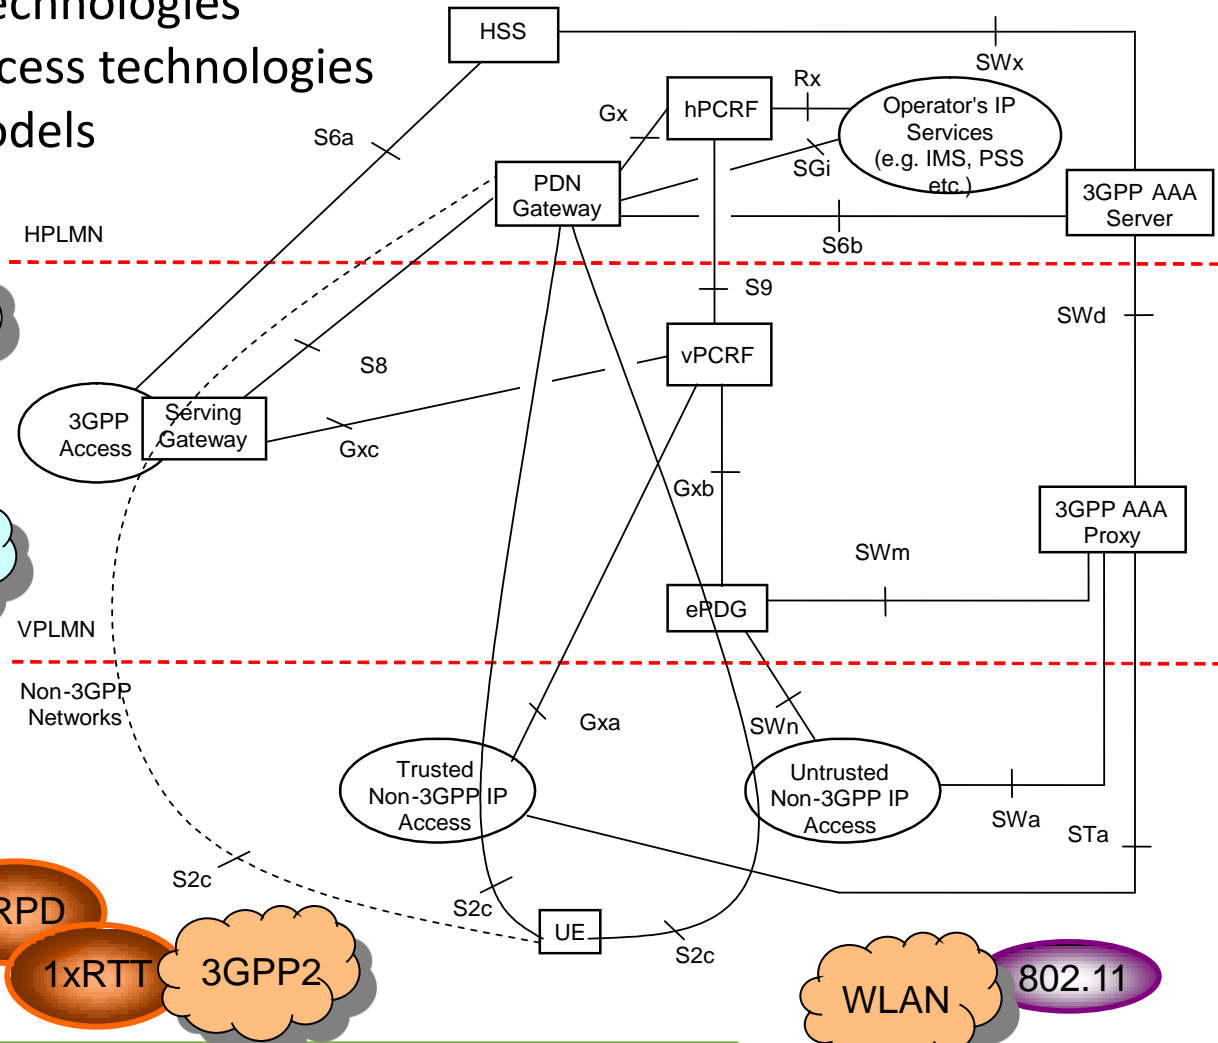 echnologies
cess technologies
odels
HSS
SWx
Rx
Gx
hPCRF
Operator's IP
Services
(e.g. IMS, PSS
etc.)
S6a
SGi
PDN
Gateway
3GPP AAA
Server
HPLMN
S6b
S9
SWd
vPCRF
S8
3GPP
Access
Serving
Gateway
Gxc
Gxb
3GPP AAA
Proxy
SWm
ePDG
VPLMN
Non-3GPP
Networks
Gxa
SWn
Trusted
Non-3GPP IP
Access
Untrusted
Non-3GPP IP
Access
SWa
STa
S2c
S2c
UE
S2c
RPD
1xRTT
3GPP2
WLAN
802.11